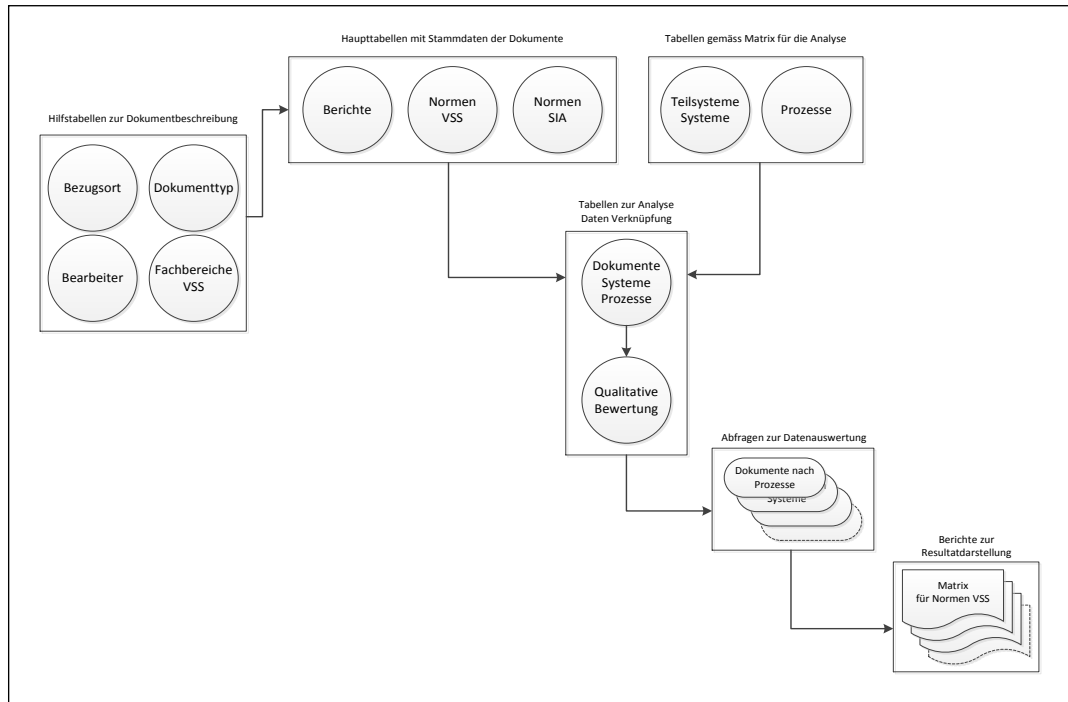 Haupttabellen mit Stammdaten der Dokumente
Berichte
Normen
VSS
Normen
SIA
Tabellen gemäss Matrix für die Analyse
Teilsysteme
Systeme
Prozesse
Hilfstabellen zur Dokumentbeschreibung
Bezugsort
Dokumenttyp
Bearbeiter
Fachbereiche
VSS
Tabellen zur Analyse
Daten Verknüpfung
Dokumente
Systeme
Prozesse
Qualitative
Bewertung
Abfragen zur Datenauswertung
Dokumente nach
Prozesse
Systeme
Berichte zur
Resultatdarstellung
Matrix
für Normen VSS